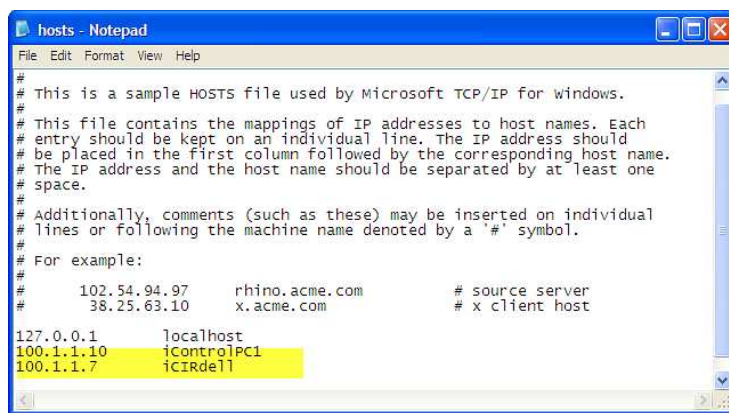 hosts - Notepad
File Edit Format View Help
#
# This is a sample HOSTS file used by Microsoft TCP/IP for Windows.
#
# This file contains the mappings of IP addresses to host names. Each
# entry should be kept on an individual line. The IP address should
# be placed in the first column followed by the corresponding host name.
# The IP address and the host name should be separated by at least one
# space.
#
# Additionally, comments (such as these) may be inserted on individual
# lines or following the machine name denoted by a '#' symbol.
#
# For example:
#
# 102.54.94.97 rhino.acme.com # source server
# 38.25.63.10 x.acme.com # x client host
127.0.0.1 localhost
100.1.1.10 iControlPC1
100.1.1.7 iCIRdell